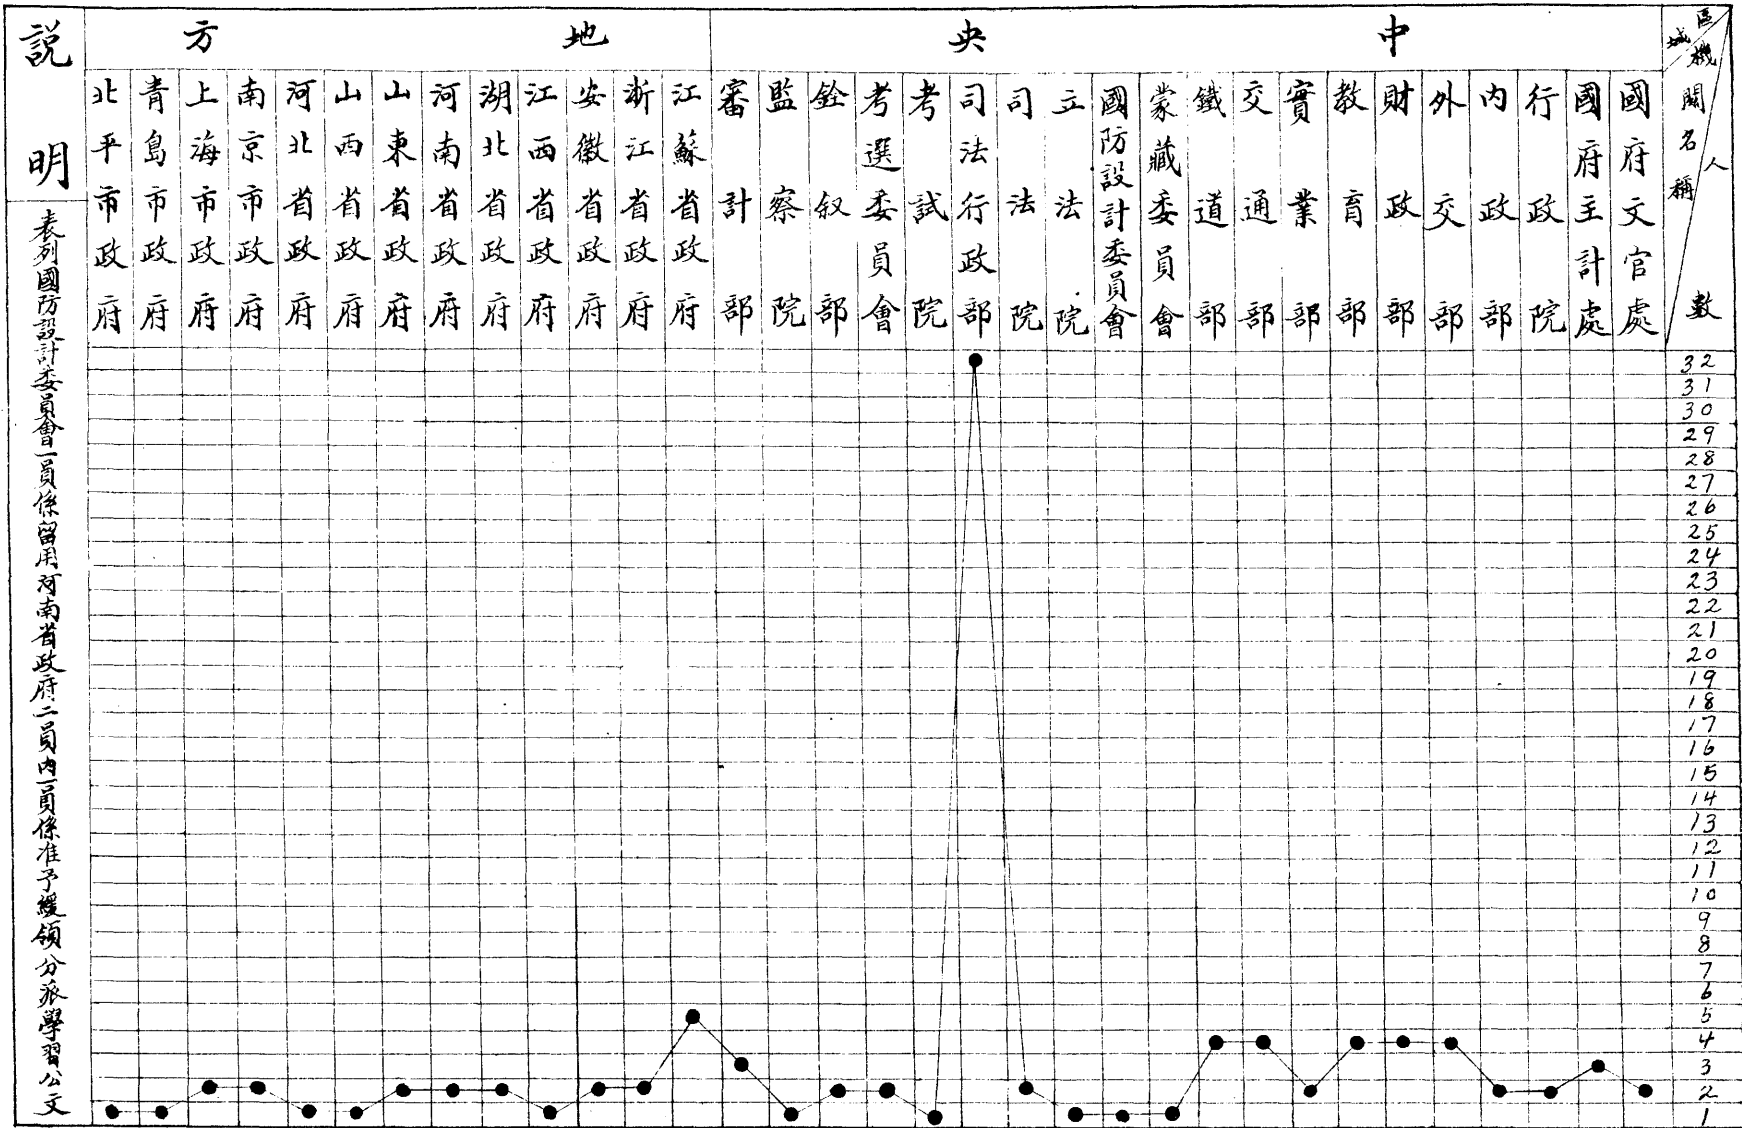 區域
機關名稱
人數
中央
國府文官處
國府主計處
行政院
内政部
外交部
財政部
教育部
實業部
交通部
鐵道部
蒙藏委員會
國防設計委員會
立法院
司法院
司法行政部
考試院
考選委員會
銓叙部
監察院
審計部
地方
江蘇省政府
浙江省政府
安徽省政府
江西省政府
湖北省政府
河南省政府
山東省政府
山西省政府
河北省政府
南京市政府
上海市政府
青島市政府
北平市政府
32
31
30
29
28
27
26
25
24
23
22
21
20
19
18
17
16
15
14
13
12
11
10
9
8
7
6
5
4
3
2
1
説明
表列國防設計委員會一員係留用河南省政府二員内一員係准予緩領分派學習公文